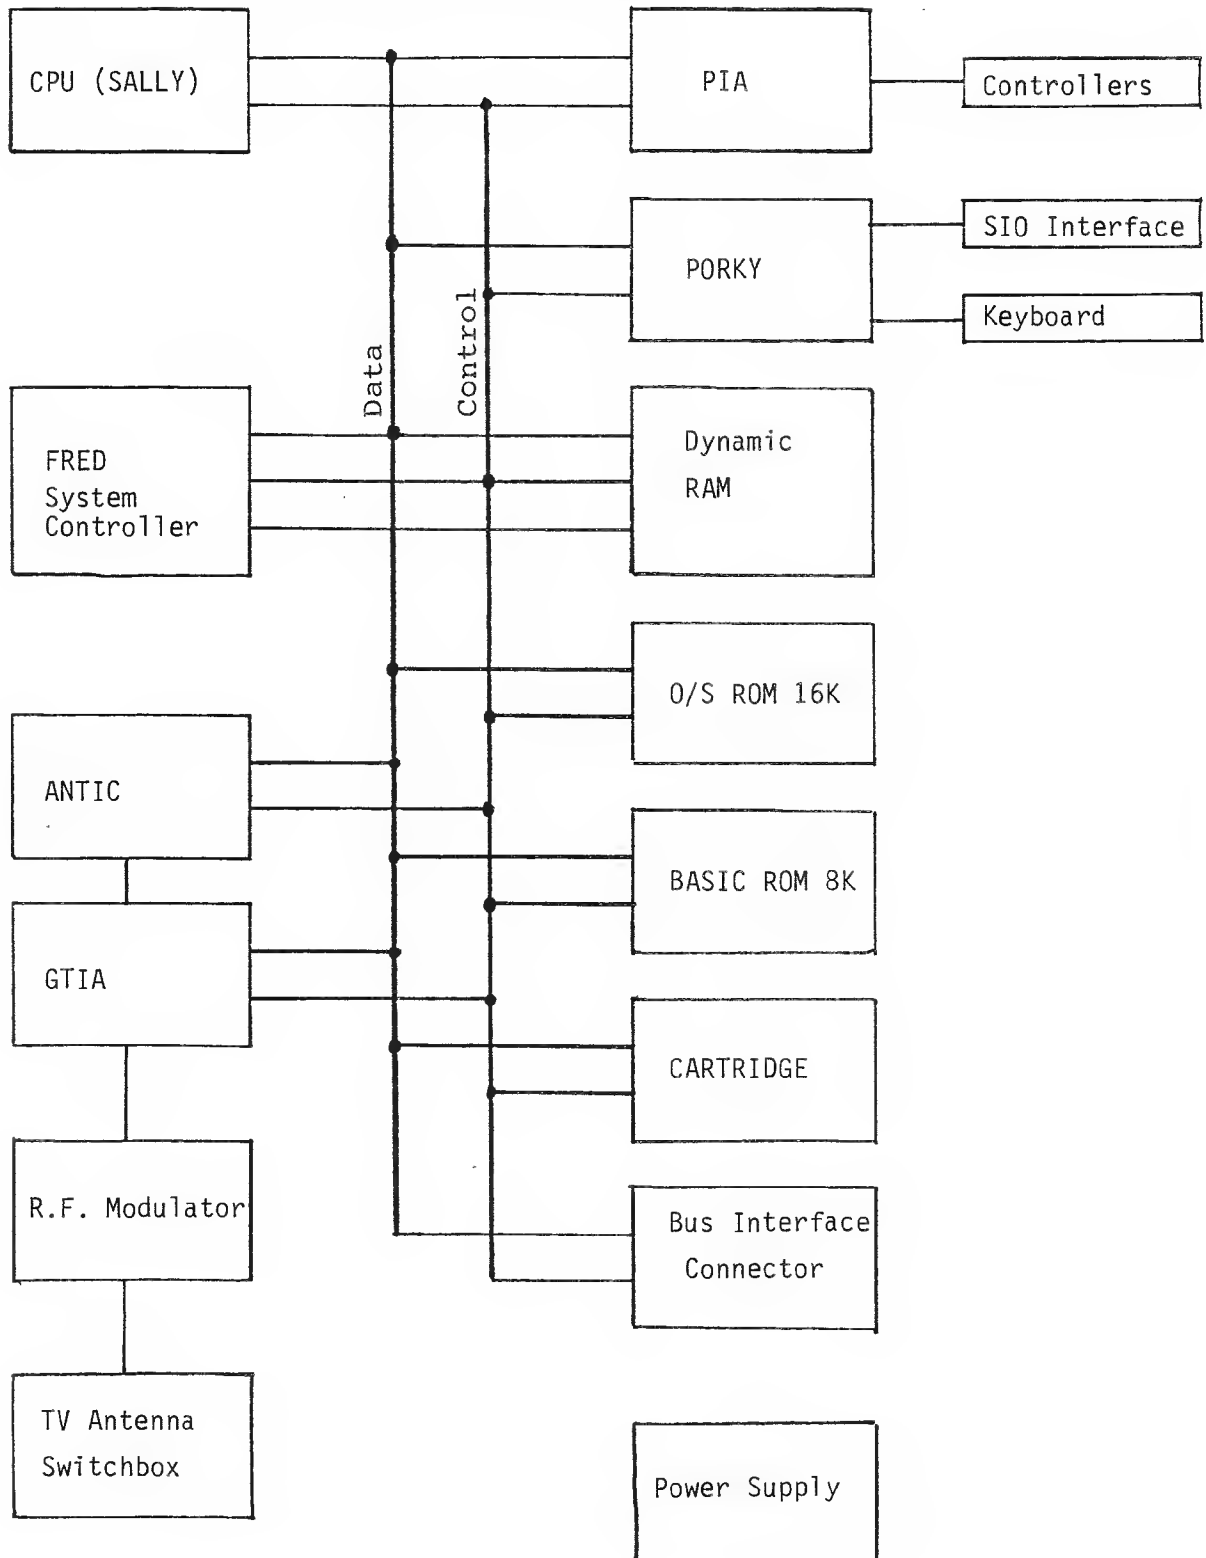 CPU (SALLY)
PIA
Controllers
PORKY
SIO Interface
Keyboard
Data
Control
FRED
System
Controller
Dynamic
RAM
O/S ROM 16K
ANTIC
BASIC ROM 8K
GTIA
CARTRIDGE
R.F. Modulator
Bus Interface
Connector
TV Antenna
Switchbox
Power Supply